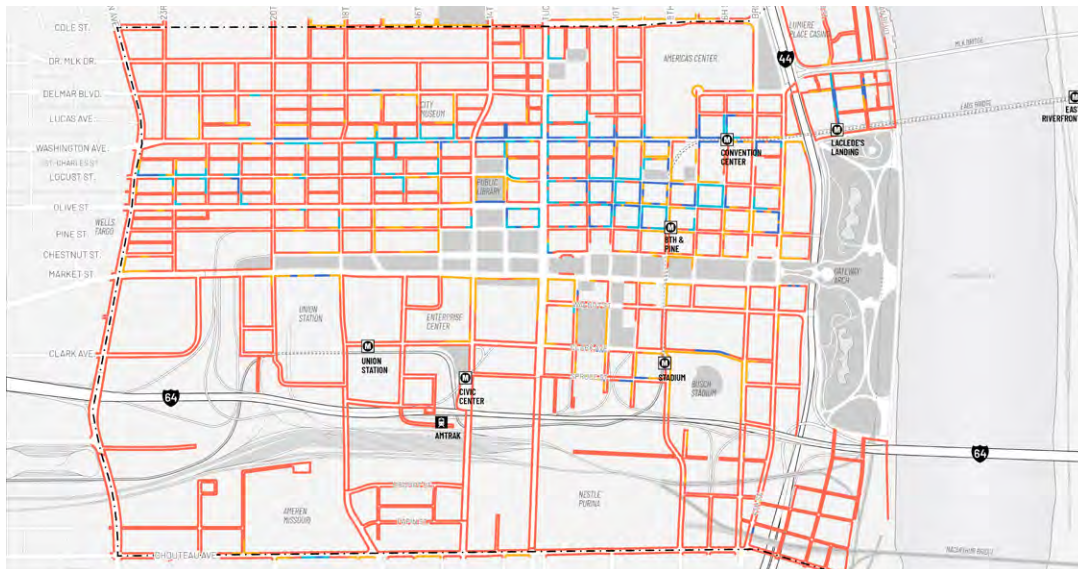 COLE ST.
DR. MLK DR.
DELMAR BLVD.
LUCAS AVE.
WASHINGTON AVE.
ST. CHARLES ST.
LOCUST ST.
OLIVE ST.
PINE ST.
CHESTNUT ST.
MARKET ST.
CLARK AVE.
CHOUTEAU AVE.
WELLS
FARGO
CITY
MUSEUM
PUBLIC
LIBRARY
AMERICAS CENTER
LUMIERE
PLACE CASINO
44
MLK BRIDGE
EADS BRIDGE
M
EAST
RIVERFRONT
M
LACLEDE'S
LANDING
M
CONVENTION
CENTER
M
8TH &
PINE
GATEWAY
ARCH
UNION
STATION
ENTERPRISE
CENTER
M
UNION
STATION
M
CIVIC
CENTER
M
STADIUM
BUSCH
STADIUM
64
AMTRAK
64
AMEREN
MISSOURI
NESTLE
PURINA